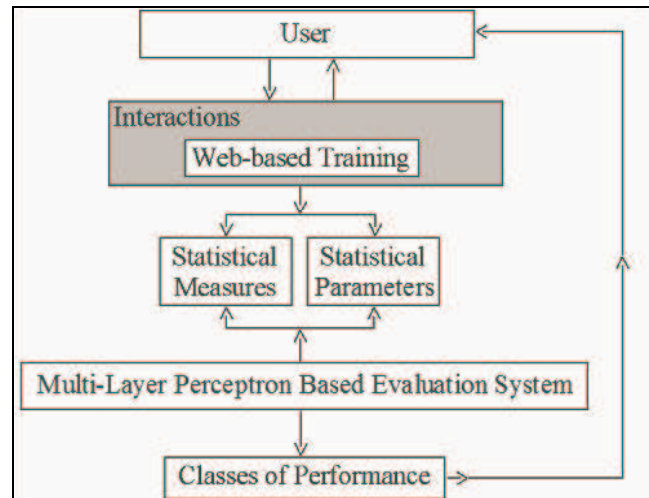 User
Interactions
Web-based Training
Statistical
Measures
Statistical
Parameters
Multi-Layer Perceptron Based Evaluation System
Classes of Performance